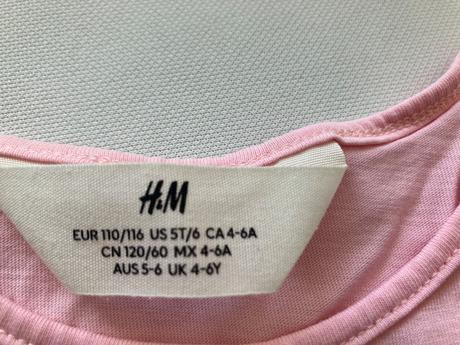 H&M
EUR 110/116 US 5T/6 CA 4-6A
CN 120/60 MX 4-6A
AUS 5-6 UK 4-6Y